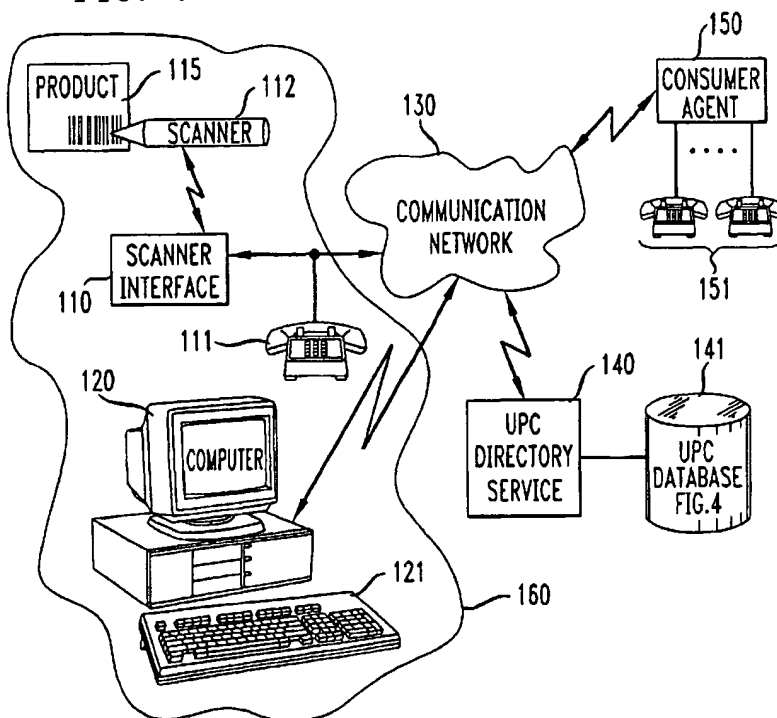 115
PRODUCT
112
SCANNER
130
COMMUNICATION
NETWORK
150
CONSUMER
AGENT
....
151
110
SCANNER
INTERFACE
111
120
COMPUTER
121
160
140
UPC
DIRECTORY
SERVICE
141
UPC
DATABASE
FIG.4